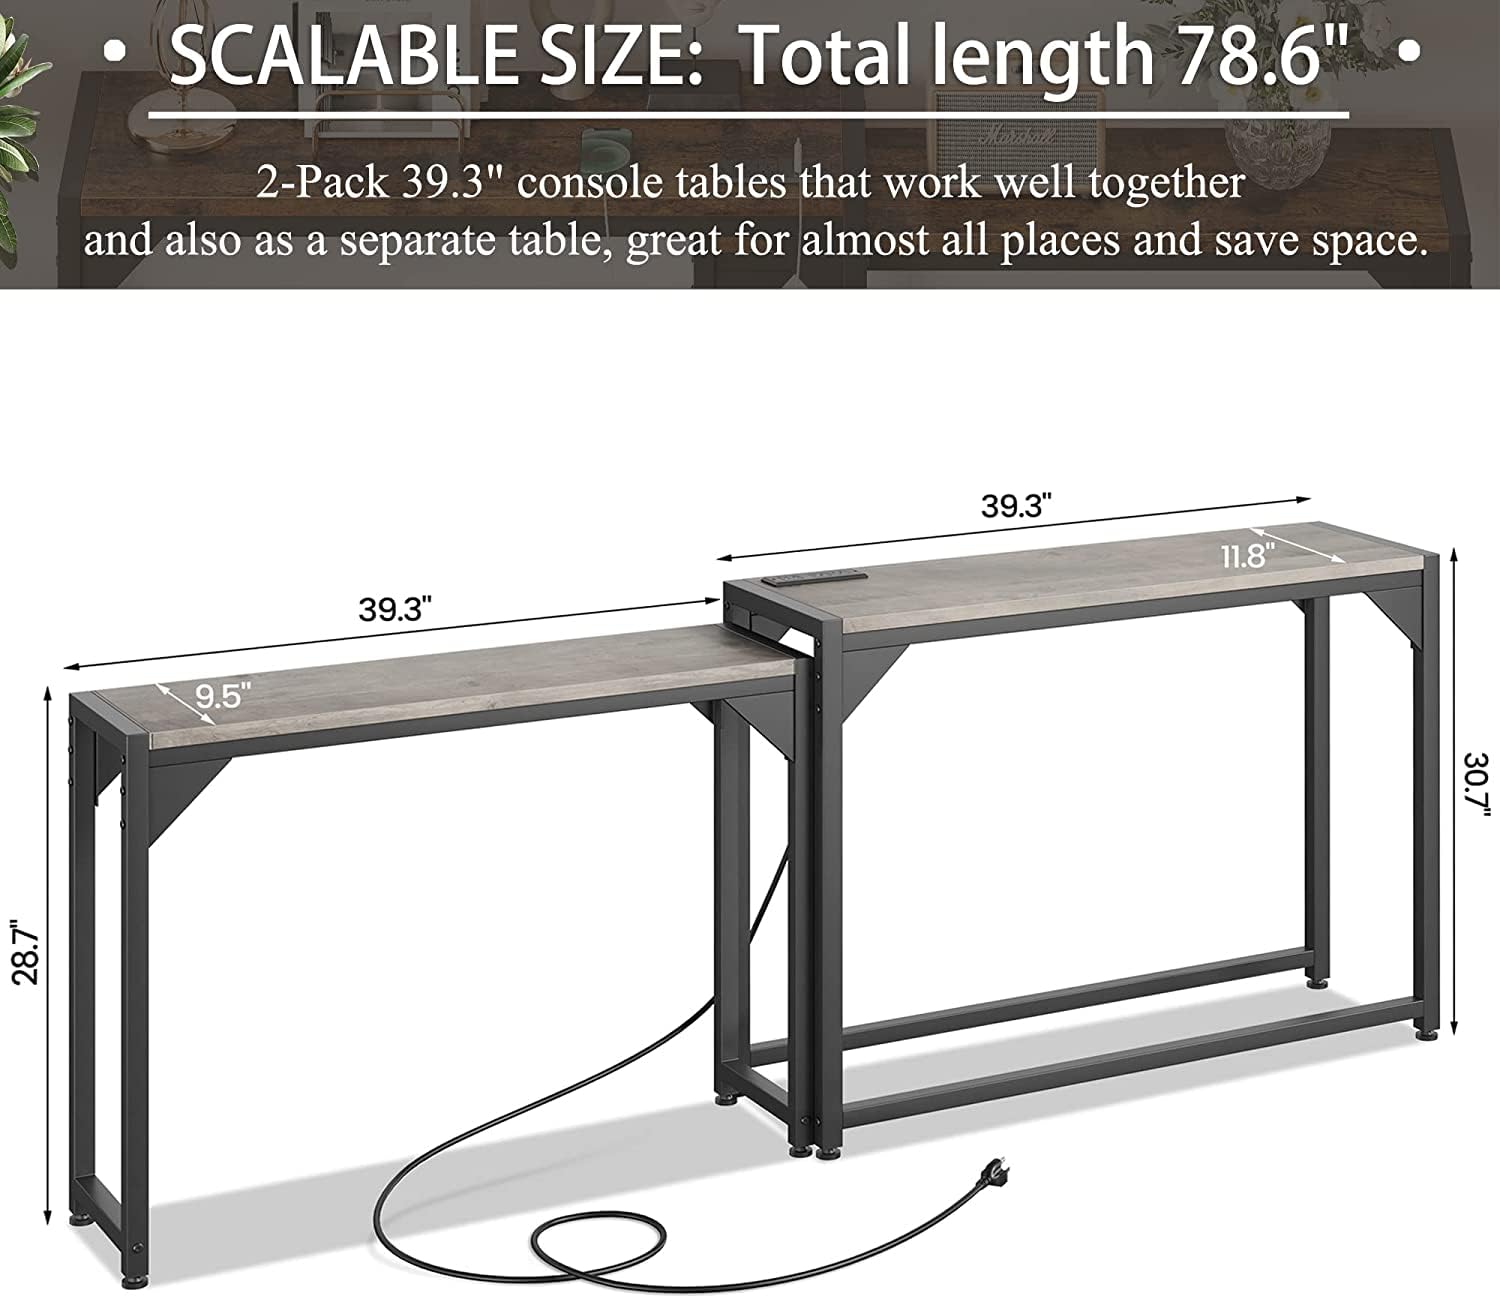 • SCALABLE SIZE: Total length 78.6" •
2-Pack 39.3" console tables that work well together
and also as a separate table, great for almost all places and save space.
Marshall
39.3"
11.8"
39.3"
9.5"
30.7"
28.7"